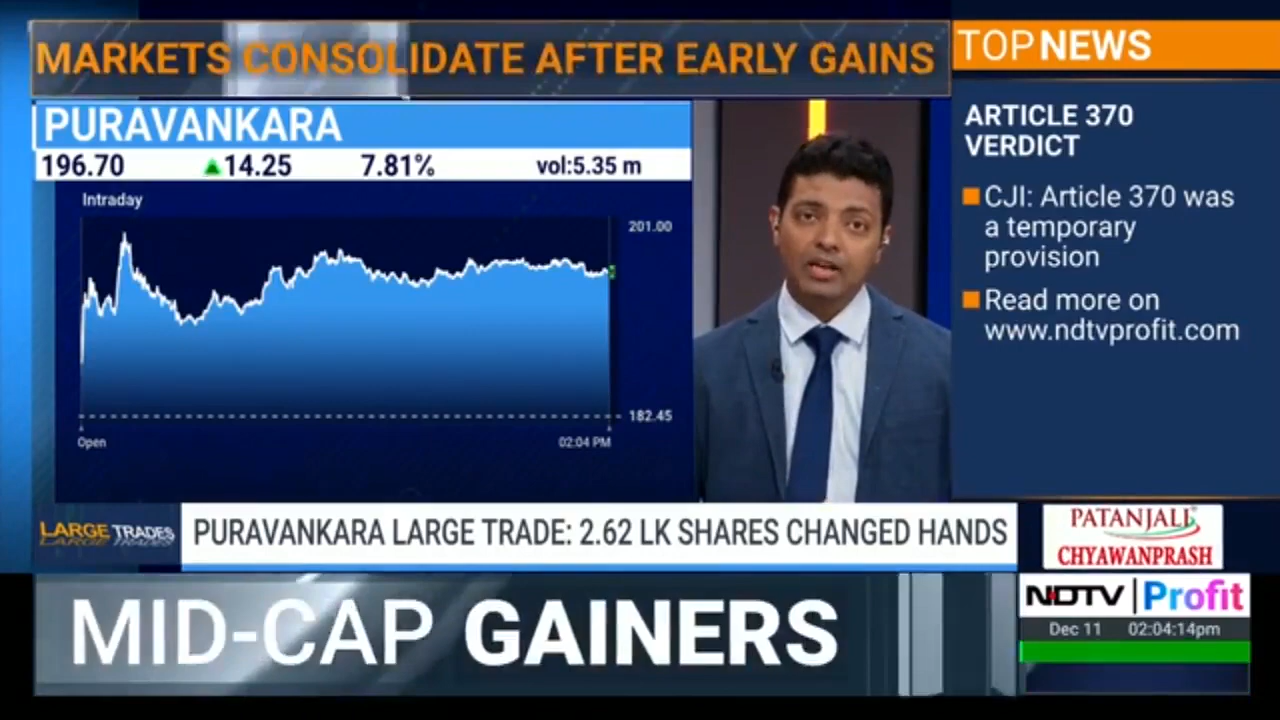 MARKETS CONSOLIDATE AFTER EARLY GAINS
TOP NEWS
PURAVANKARA
196.70 ▲14.25 7.81% vol:5.35 m
Intraday
201.00
182.45
Open 02:04 PM
ARTICLE 370
VERDICT
CJI: Article 370 was
a temporary
provision
Read more on
www.ndtvprofit.com
LARGE TRADES
PURAVANKARA LARGE TRADE: 2.62 LK SHARES CHANGED HANDS
PATANJALI
CHYAWANPRASH
MID-CAP GAINERS
NDTV Profit
Dec 11 02:04:14pm